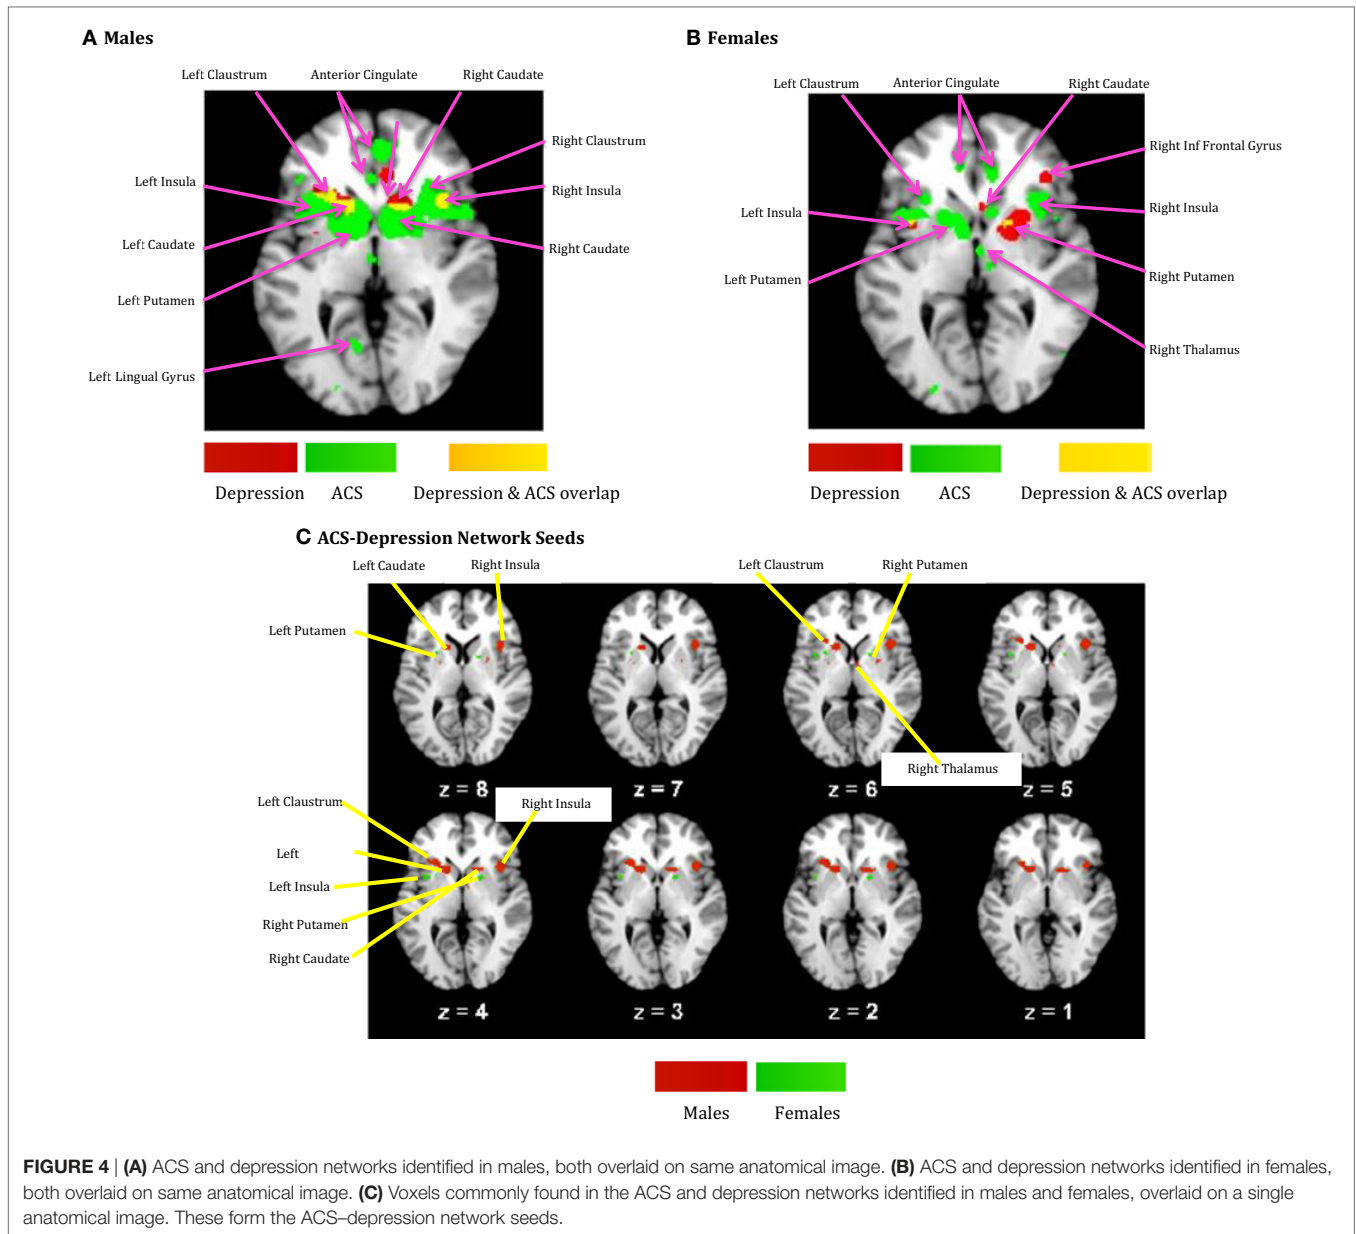 A Males
Left Claustrum
Anterior Cingulate
Right Caudate
Right Claustrum
Left Insula
Right Insula
Left Caudate
Right Caudate
Left Putamen
Left Lingual Gyrus
Depression
ACS
Depression & ACS overlap
B Females
Left Claustrum
Anterior Cingulate
Right Caudate
Right Inf Frontal Gyrus
Left Insula
Right Insula
Left Putamen
Right Putamen
Right Thalamus
Depression
ACS
Depression & ACS overlap
C ACS-Depression Network Seeds
Left Caudate
Right Insula
Left Claustrum
Right Putamen
Left Putamen
Right Thalamus
z = 8
z = 7
z = 6
z = 5
Left Claustrum
Right Insula
Left
Left Insula
Right Putamen
Right Caudate
z = 4
z = 3
z = 2
z = 1
Males
Females
FIGURE 4 | (A) ACS and depression networks identified in males, both overlaid on same anatomical image. (B) ACS and depression networks identified in females,
both overlaid on same anatomical image. (C) Voxels commonly found in the ACS and depression networks identified in males and females, overlaid on a single
anatomical image. These form the ACS–depression network seeds.